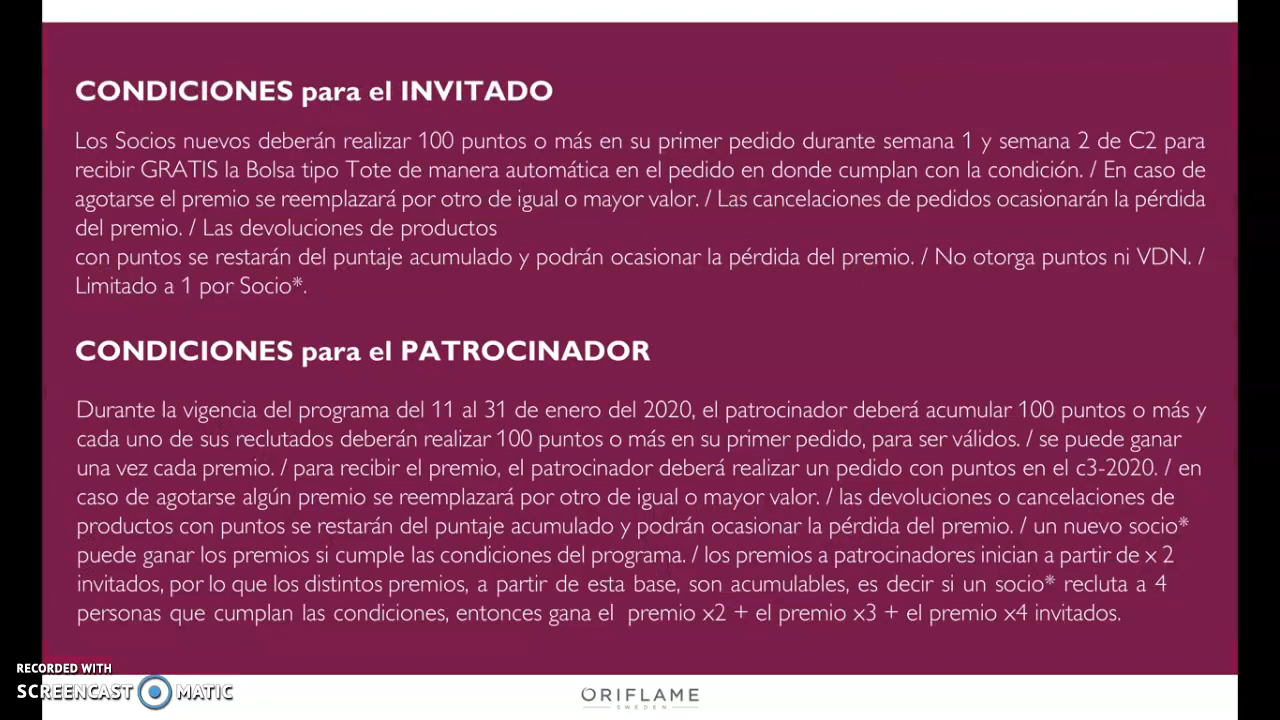 CONDICIONES para el INVITADO
Los Socios nuevos deberán realizar 100 puntos o más en su primer pedido durante semana 1 y semana 2 de C2 para
recibir GRATIS la Bolsa tipo Tote de manera automática en el pedido en donde cumplan con la condición. / En caso de
agotarse el premio se reemplazará por otro de igual o mayor valor. / Las cancelaciones de pedidos ocasionarán la pérdida
del premio. / Las devoluciones de productos
con puntos se restarán del puntaje acumulado y podrán ocasionar la pérdida del premio. / No otorga puntos ni VDN. /
Limitado a 1 por Socio*.
CONDICIONES para el PATROCINADOR
Durante la vigencia del programa del 11 al 31 de enero del 2020, el patrocinador deberá acumular 100 puntos o más y
cada uno de sus reclutados deberán realizar 100 puntos o más en su primer pedido, para ser válidos. / se puede ganar
una vez cada premio. / para recibir el premio, el patrocinador deberá realizar un pedido con puntos en el c3-2020. / en
caso de agotarse algún premio se reemplazará por otro de igual o mayor valor. / las devoluciones o cancelaciones de
productos con puntos se restarán del puntaje acumulado y podrán ocasionar la pérdida del premio. / un nuevo socio*
puede ganar los premios si cumple las condiciones del programa. / los premios a patrocinadores inician a partir de x 2
invitados, por lo que los distintos premios, a partir de esta base, son acumulables, es decir si un socio* recluta a 4
personas que cumplan las condiciones, entonces gana el premio x2 + el premio x3 + el premio x4 invitados.
RECORDED WITH
SCREENCAST MATIC
ORIFLAME
SWEDEN